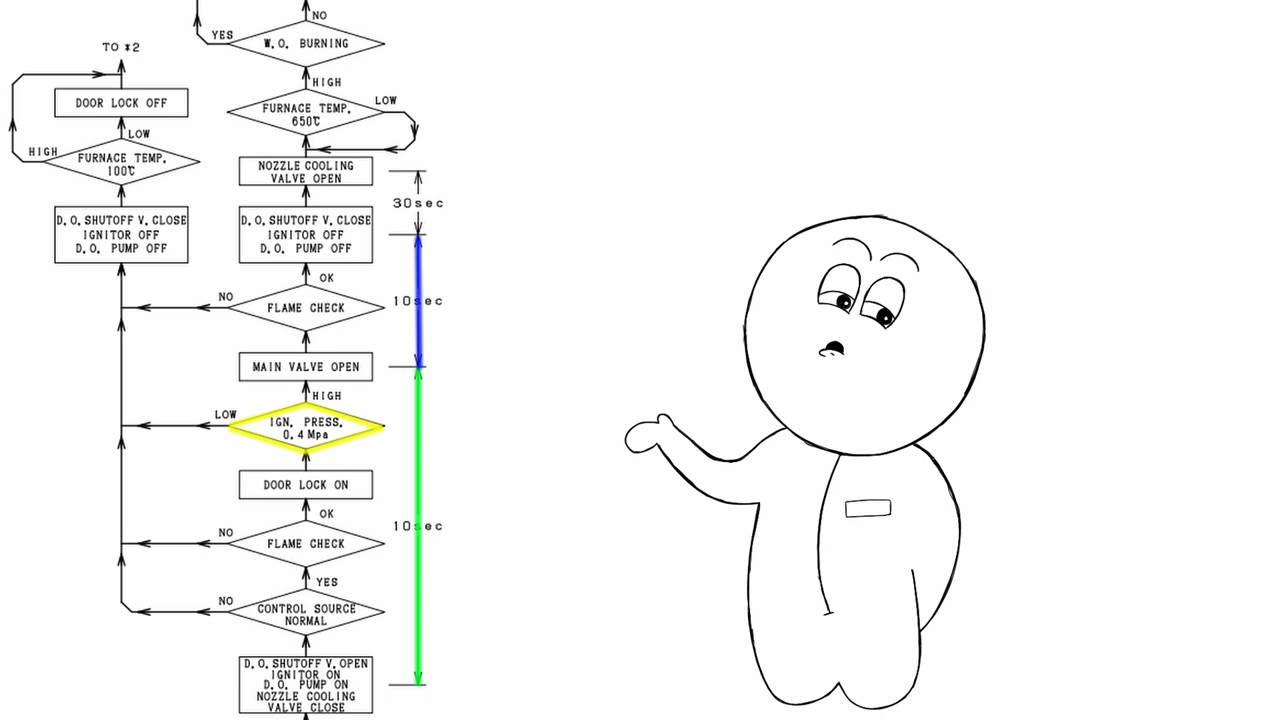 NO
YES
W.O. BURNING
TO *2
HIGH
LOW
DOOR LOCK OFF
FURNACE TEMP.
650℃
LOW
HIGH
FURNACE TEMP.
100℃
NOZZLE COOLING
VALVE OPEN
30sec
D.O. SHUTOFF V. CLOSE
IGNITOR OFF
D.O. PUMP OFF
D.O. SHUTOFF V. CLOSE
IGNITOR OFF
D.O. PUMP OFF
OK
NO
FLAME CHECK
10sec
MAIN VALVE OPEN
HIGH
LOW
IGN. PRESS.
0.4Mpa
DOOR LOCK ON
OK
10sec
NO
FLAME CHECK
YES
NO
CONTROL SOURCE
NORMAL
D.O. SHUTOFF V. OPEN
IGNITOR ON
D.O. PUMP ON
NOZZLE COOLING
VALVE CLOSE